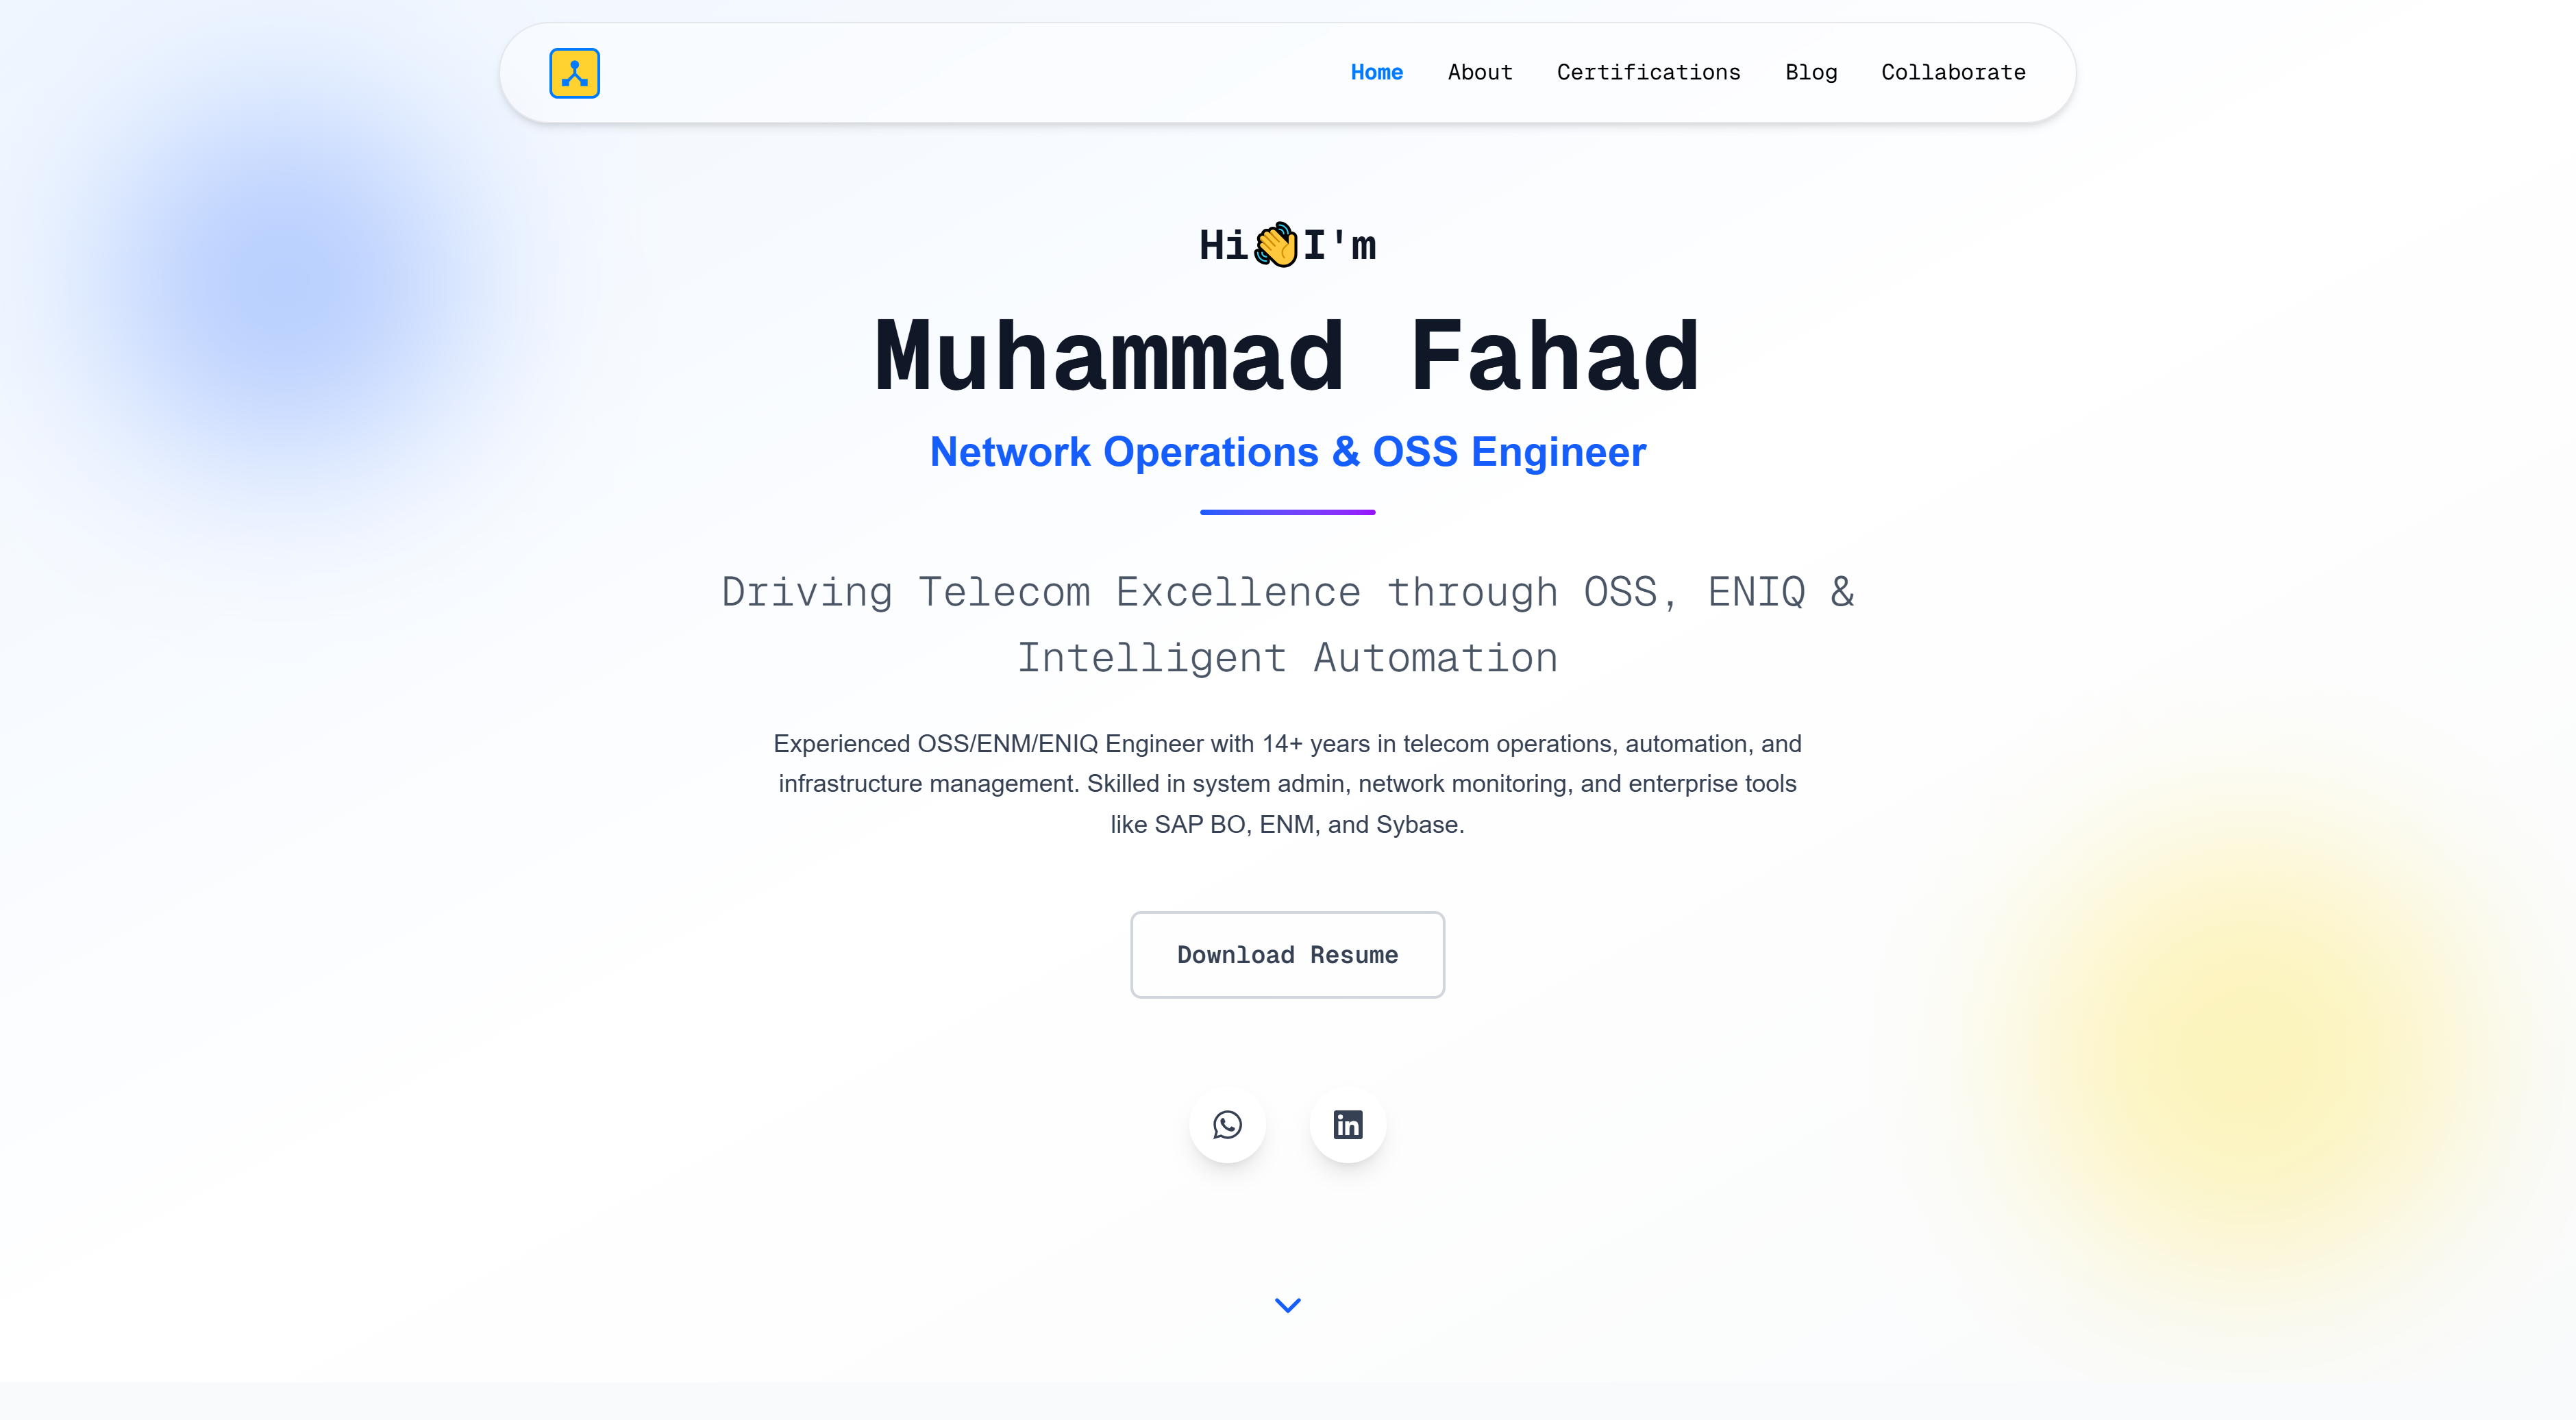 Home About Certifications Blog Collaborate
Hi👋I'm
Muhammad Fahad
Network Operations & OSS Engineer
Driving Telecom Excellence through OSS, ENIQ &
Intelligent Automation
Experienced OSS/ENM/ENIQ Engineer with 14+ years in telecom operations, automation, and
infrastructure management. Skilled in system admin, network monitoring, and enterprise tools
like SAP BO, ENM, and Sybase.
Download Resume